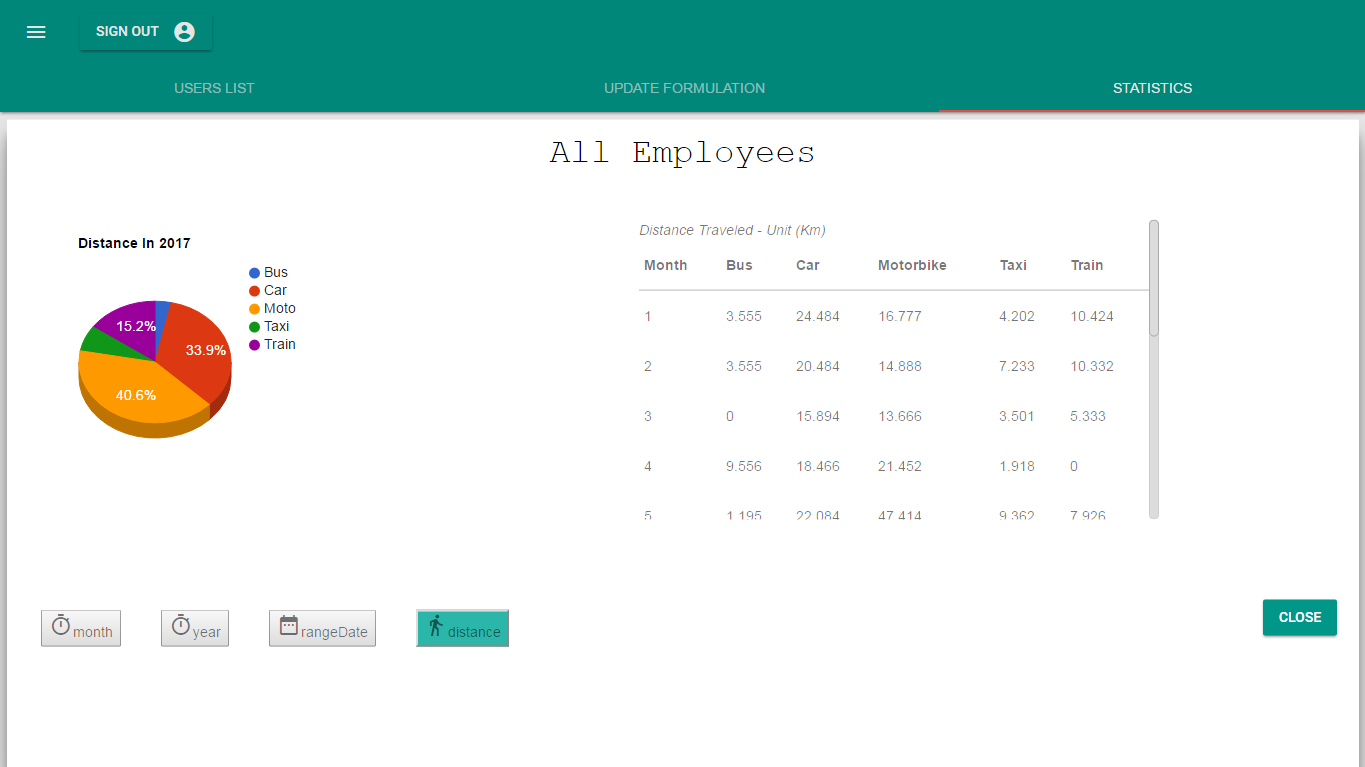 SIGN OUT
USERS LIST UPDATE FORMULATION STATISTICS
All Employees
Distance In 2017
Bus
Car
Moto
Taxi
Train
15.2%
33.9%
40.6%
Distance Traveled - Unit (Km)
Month Bus Car Motorbike Taxi Train
1 3.555 24.484 16.777 4.202 10.424
2 3.555 20.484 14.888 7.233 10.332
3 0 15.894 13.666 3.501 5.333
4 9.556 18.466 21.452 1.918 0
5 1.195 22.084 47.414 9.362 7.926
month year rangeDate distance
CLOSE